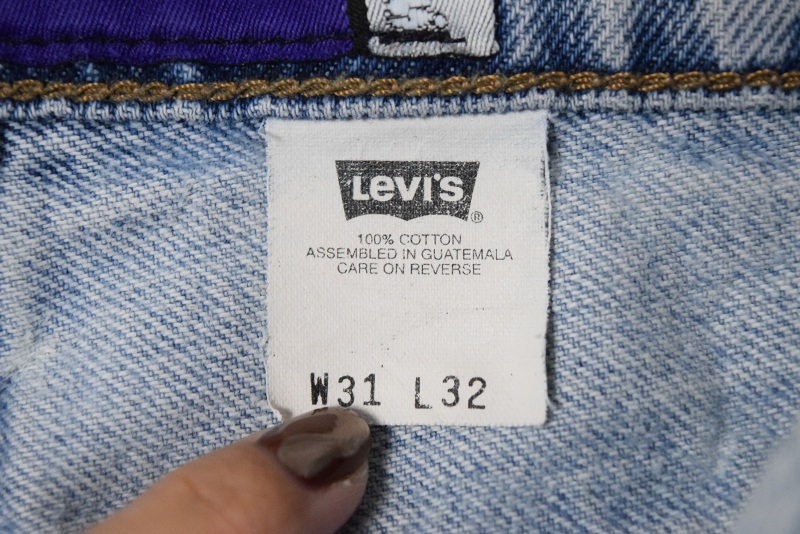 LEVI'S®
100% COTTON
ASSEMBLED IN GUATEMALA
CARE ON REVERSE
W31 L32